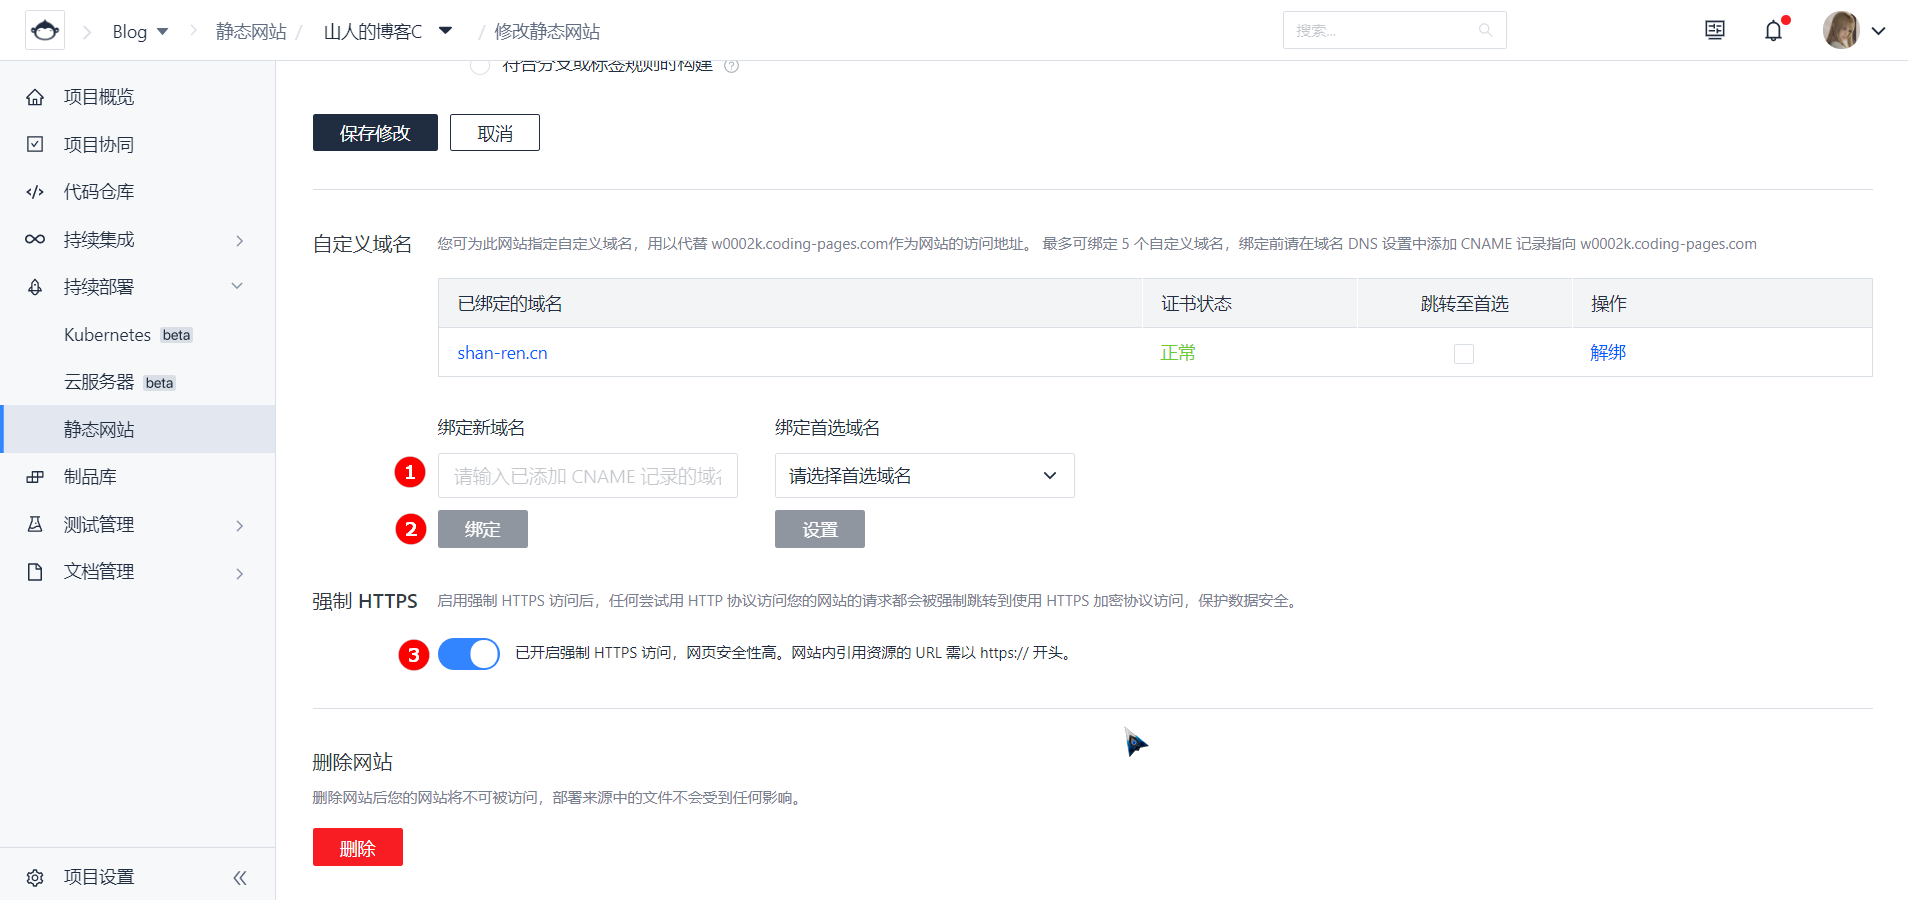 Blog
静态网站 /
山人的博客C
/ 修改静态网站
搜索...
符合分支或标签规则时构建
项目概览
项目协同
代码仓库
持续集成
持续部署
Kubernetes beta
云服务器 beta
静态网站
制品库
测试管理
文档管理
项目设置
保存修改
取消
自定义域名
您可为此网站指定自定义域名，用以代替 w0002k.coding-pages.com作为网站的访问地址。 最多可绑定 5 个自定义域名，绑定前请在域名 DNS 设置中添加 CNAME 记录指向 w0002k.coding-pages.com
已绑定的域名 证书状态 跳转至首选 操作
shan-ren.cn 正常 解绑
绑定新域名
绑定首选域名
1
请输入已添加 CNAME 记录的域
请选择首选域名
2
绑定
设置
强制 HTTPS
启用强制 HTTPS 访问后，任何尝试用 HTTP 协议访问您的网站的请求都会被强制跳转到使用 HTTPS 加密协议访问，保护数据安全。
3
已开启强制 HTTPS 访问，网页安全性高。网站内引用资源的 URL 需以 https:// 开头。
删除网站
删除网站后您的网站将不可被访问，部署来源中的文件不会受到任何影响。
删除